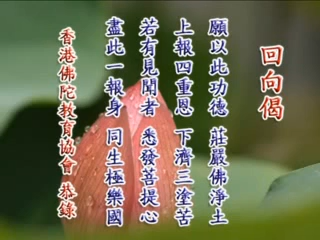 回向偈
願以此功德 莊嚴佛淨土
上報四重恩 下濟三塗苦
若有見聞者 悉發菩提心
盡此一報身 同生極樂國
香港佛陀教育協會 恭錄